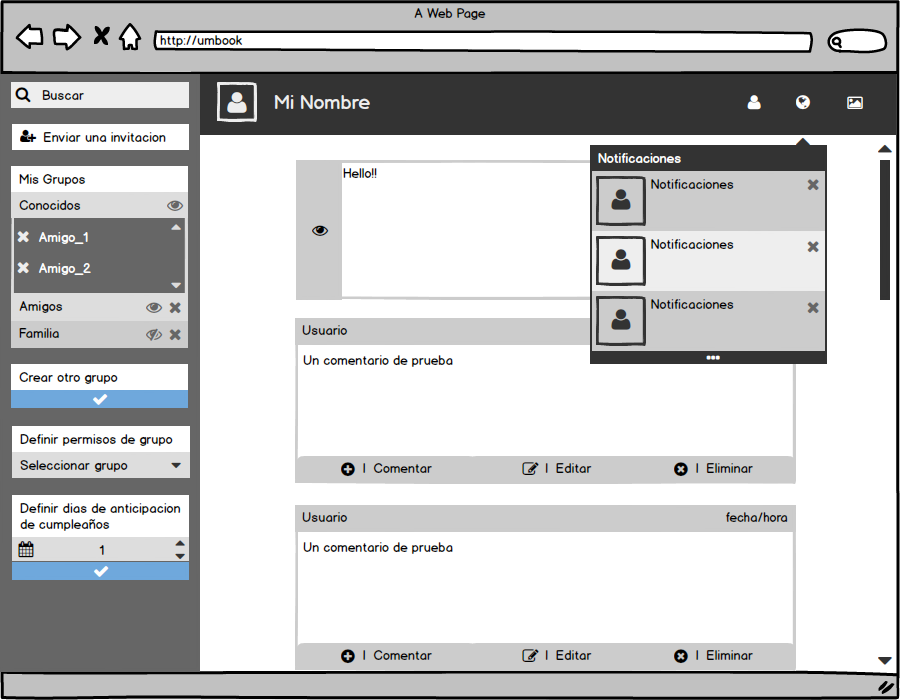 A Web Page
http://umbook
Buscar
Enviar una invitacion
Mis Grupos
Conocidos
Amigo_1
Amigo_2
Amigos
Familia
Crear otro grupo
Definir permisos de grupo
Seleccionar grupo
Definir dias de anticipacion
de cumpleaños
1
Mi Nombre
Notificaciones
Notificaciones
Notificaciones
Notificaciones
Hello!!
Usuario
Un comentario de prueba
| Comentar | Editar | Eliminar
Usuario fecha/hora
Un comentario de prueba
| Comentar | Editar | Eliminar